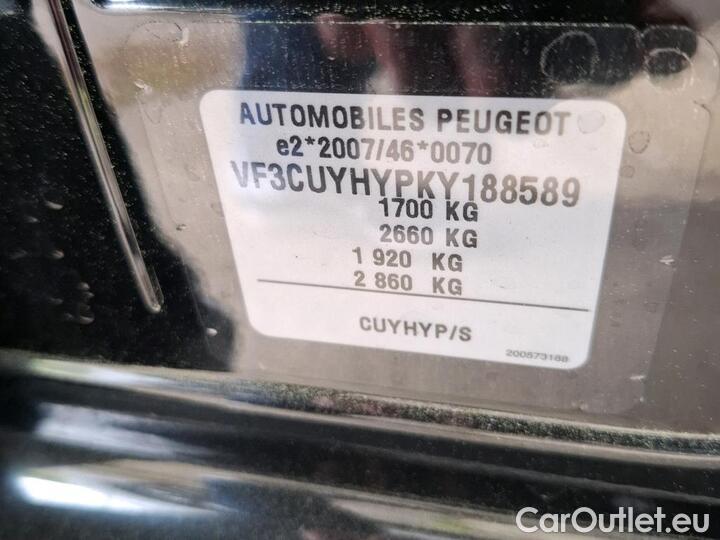 AUTOMOBILES PEUGEOT
e2*2007/46*0070
VF3CUYHYPKY188589
1700 KG
2660 KG
1 920 KG
2 860 KG
CUYHYP/S
200573188
CarOutlet.eu